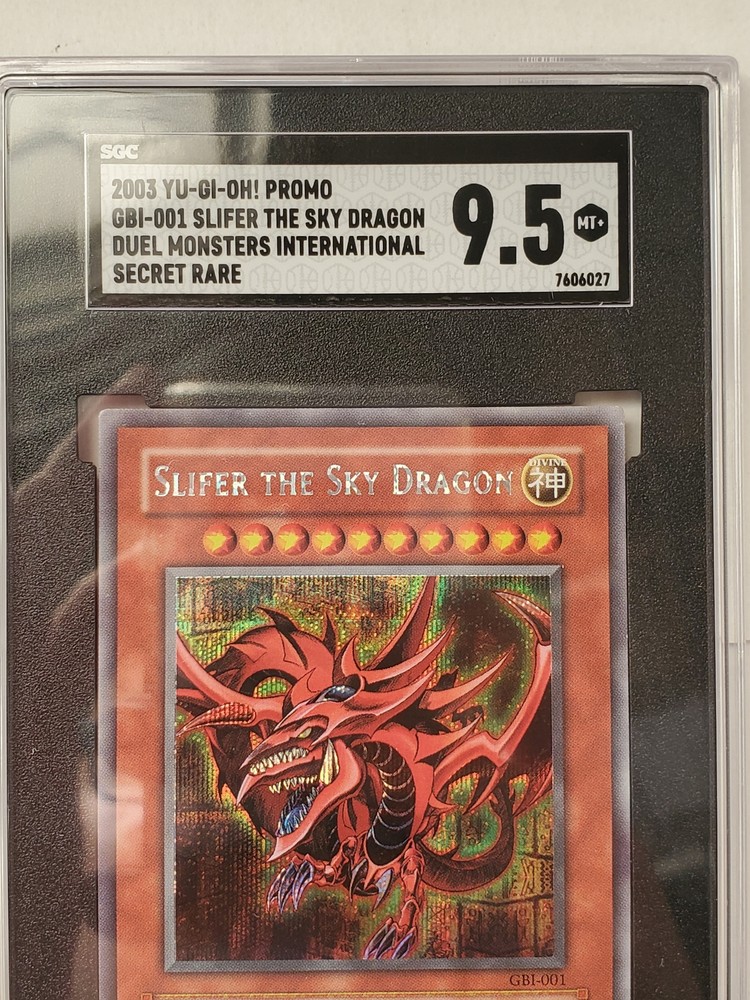 SGC
2003 YU-GI-OH! PROMO
GBI-001 SLIFER THE SKY DRAGON
DUEL MONSTERS INTERNATIONAL
SECRET RARE
9.5
MT+
7606027
SLIFER THE SKY DRAGON
DIVINE
神
GBI-001